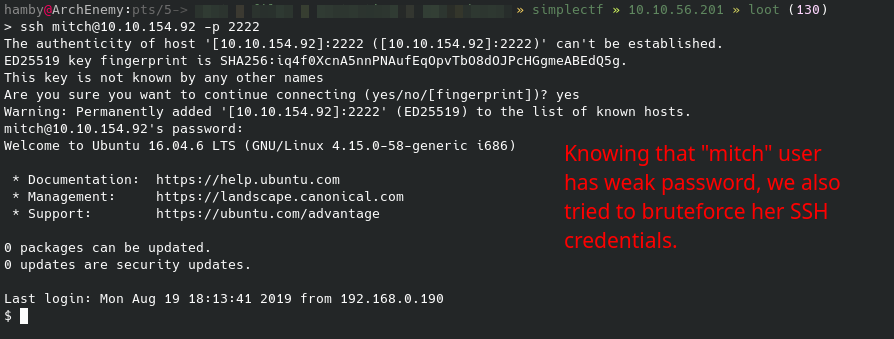 hamby@ArchEnemy:pts/5-> » simplectf » 10.10.56.201 » loot (130)
> ssh mitch@10.10.154.92 -p 2222
The authenticity of host '[10.10.154.92]:2222 ([10.10.154.92]:2222)' can't be established.
ED25519 key fingerprint is SHA256:iq4f0XcnA5nnPNAufEqOpvTbO8dOJPcHGgmeABEdQ5g.
This key is not known by any other names
Are you sure you want to continue connecting (yes/no/[fingerprint])? yes
Warning: Permanently added '[10.10.154.92]:2222' (ED25519) to the list of known hosts.
mitch@10.10.154.92's password:
Welcome to Ubuntu 16.04.6 LTS (GNU/Linux 4.15.0-58-generic i686)
* Documentation:  https://help.ubuntu.com
* Management:     https://landscape.canonical.com
* Support:        https://ubuntu.com/advantage
0 packages can be updated.
0 updates are security updates.
Last login: Mon Aug 19 18:13:41 2019 from 192.168.0.190
$
Knowing that "mitch" user
has weak password, we also
tried to bruteforce her SSH
credentials.